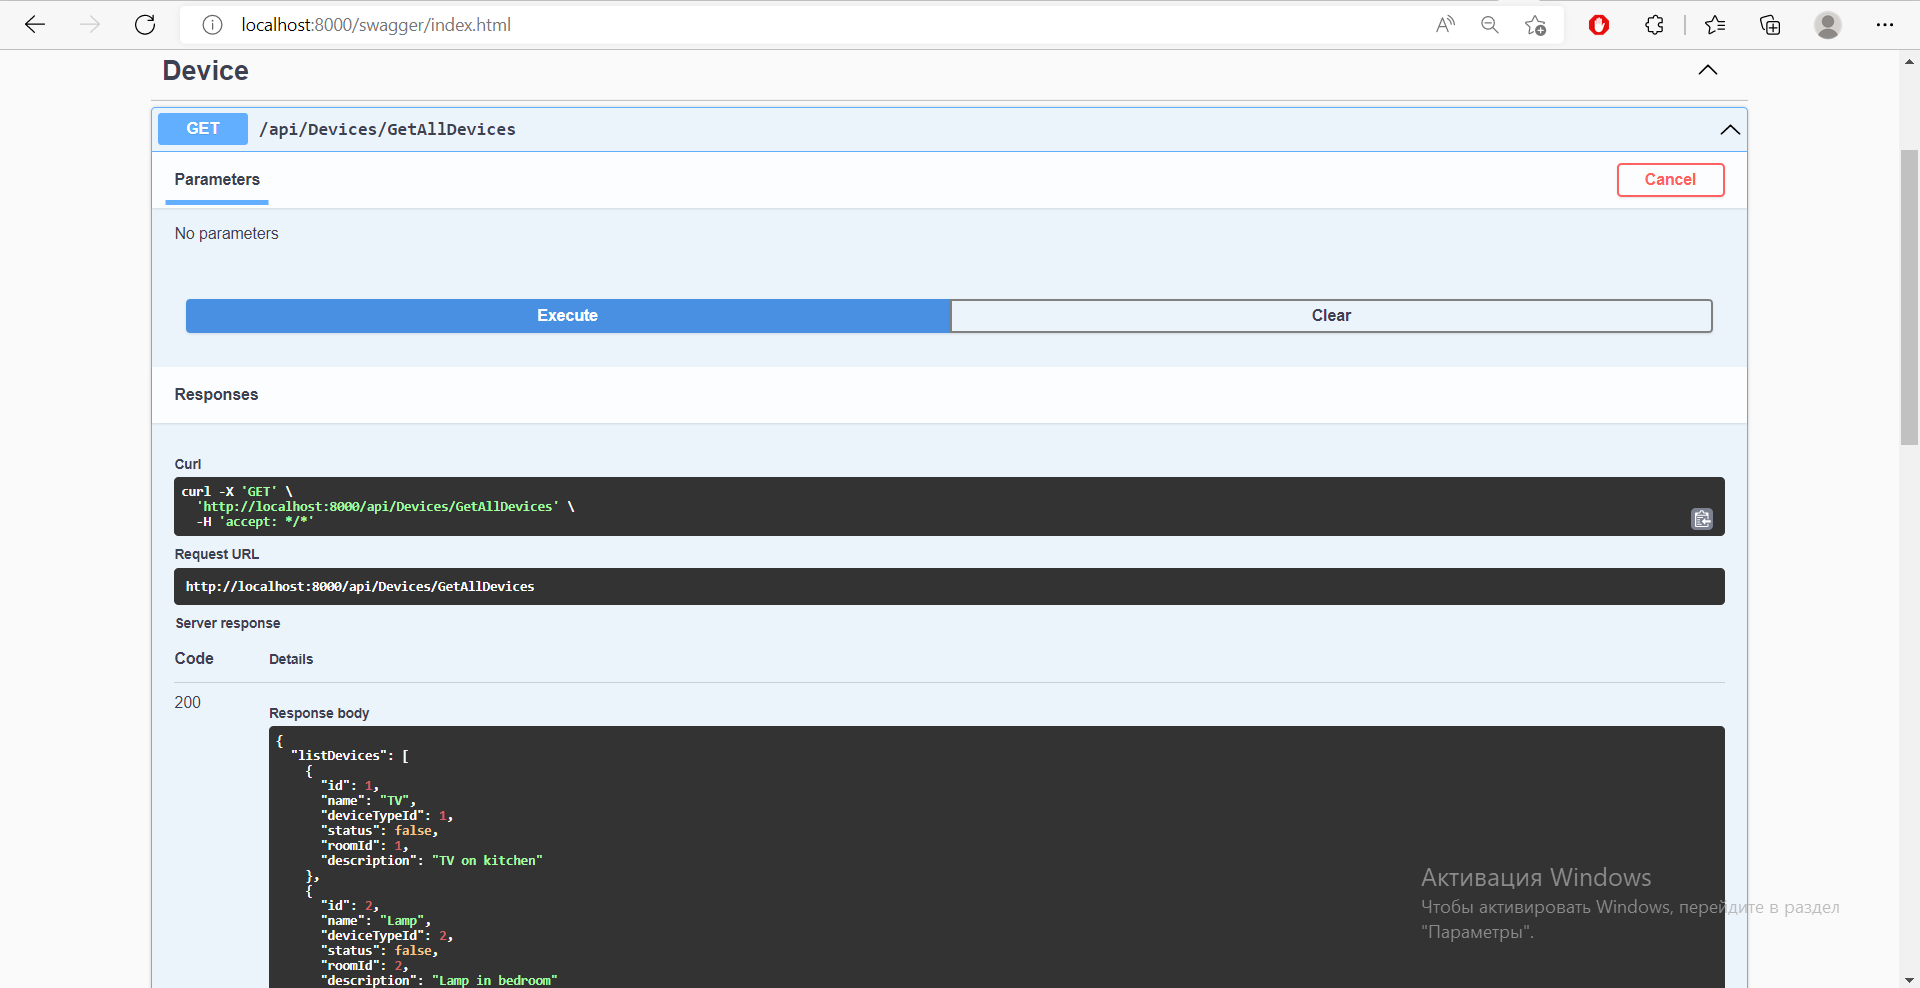 localhost:8000/swagger/index.html
Device
GET /api/Devices/GetAllDevices
Parameters
Cancel
No parameters
Execute
Clear
Responses
Curl
curl -X 'GET' \
'http://localhost:8000/api/Devices/GetAllDevices' \
-H 'accept: */*'
Request URL
http://localhost:8000/api/Devices/GetAllDevices
Server response
Code Details
200
Response body
{
"listDevices": [
{
"id": 1,
"name": "TV",
"deviceTypeId": 1,
"status": false,
"roomId": 1,
"description": "TV on kitchen"
},
{
"id": 2,
"name": "Lamp",
"deviceTypeId": 2,
"status": false,
"roomId": 2,
"description": "Lamp in bedroom"
Активация Windows
Чтобы активировать Windows, перейдите в раздел
"Параметры".